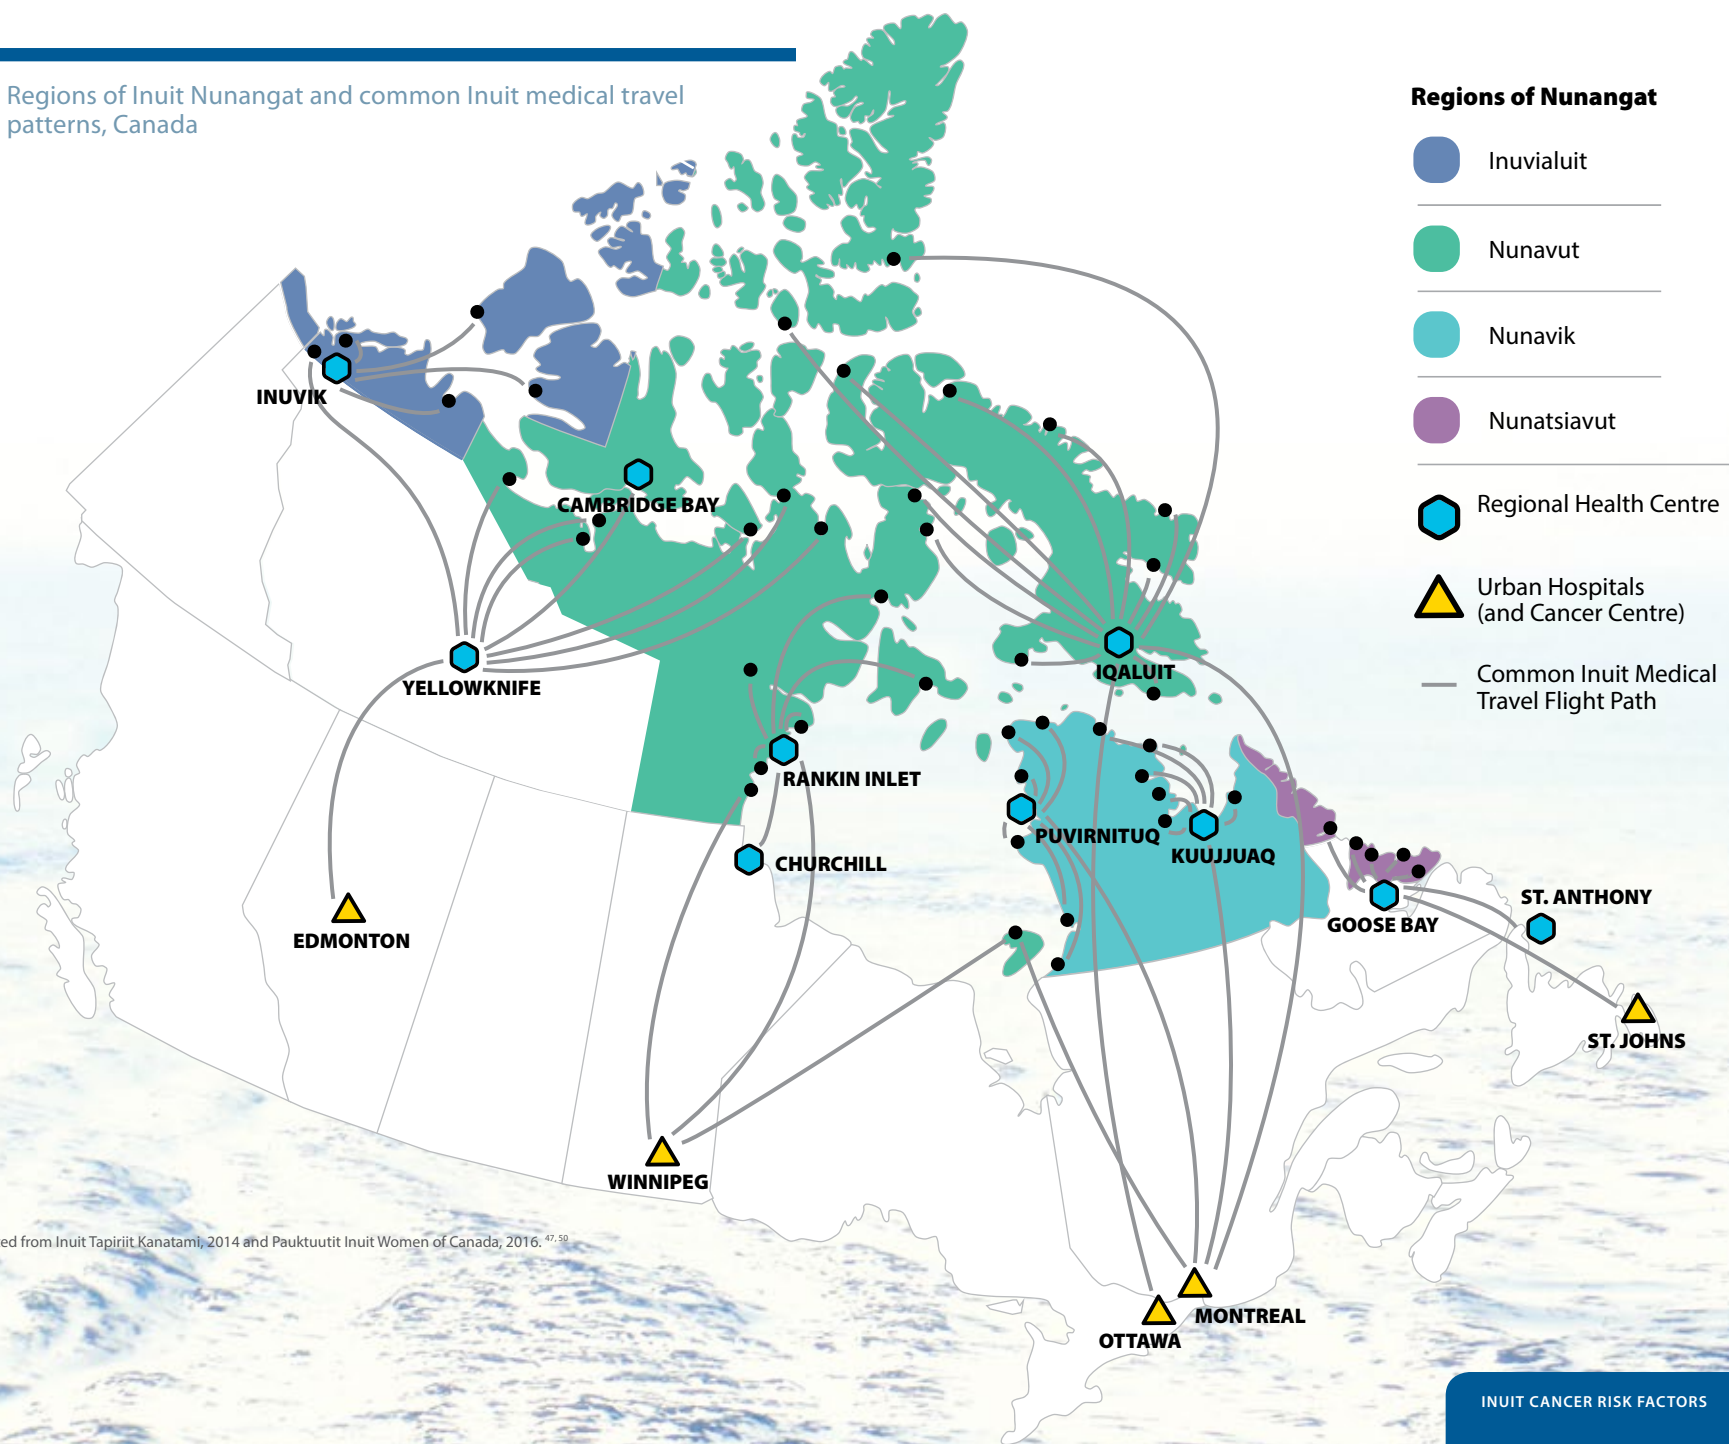 Regions of Inuit Nunangat and common Inuit medical travel
patterns, Canada
Regions of Nunangat
Inuvialuit
Nunavut
Nunavik
Nunatsiavut
Regional Health Centre
Urban Hospitals
(and Cancer Centre)
Common Inuit Medical
Travel Flight Path
INUVIK
CAMBRIDGE BAY
YELLOWKNIFE
IQALUIT
RANKIN INLET
PUVIRNITUQ
KUUJJUAQ
CHURCHILL
EDMONTON
GOOSE BAY
ST. ANTHONY
ST. JOHNS
WINNIPEG
MONTREAL
OTTAWA
ed from Inuit Tapiriit Kanatami, 2014 and Pauktuutit Inuit Women of Canada, 2016. 47, 50
INUIT CANCER RISK FACTORS